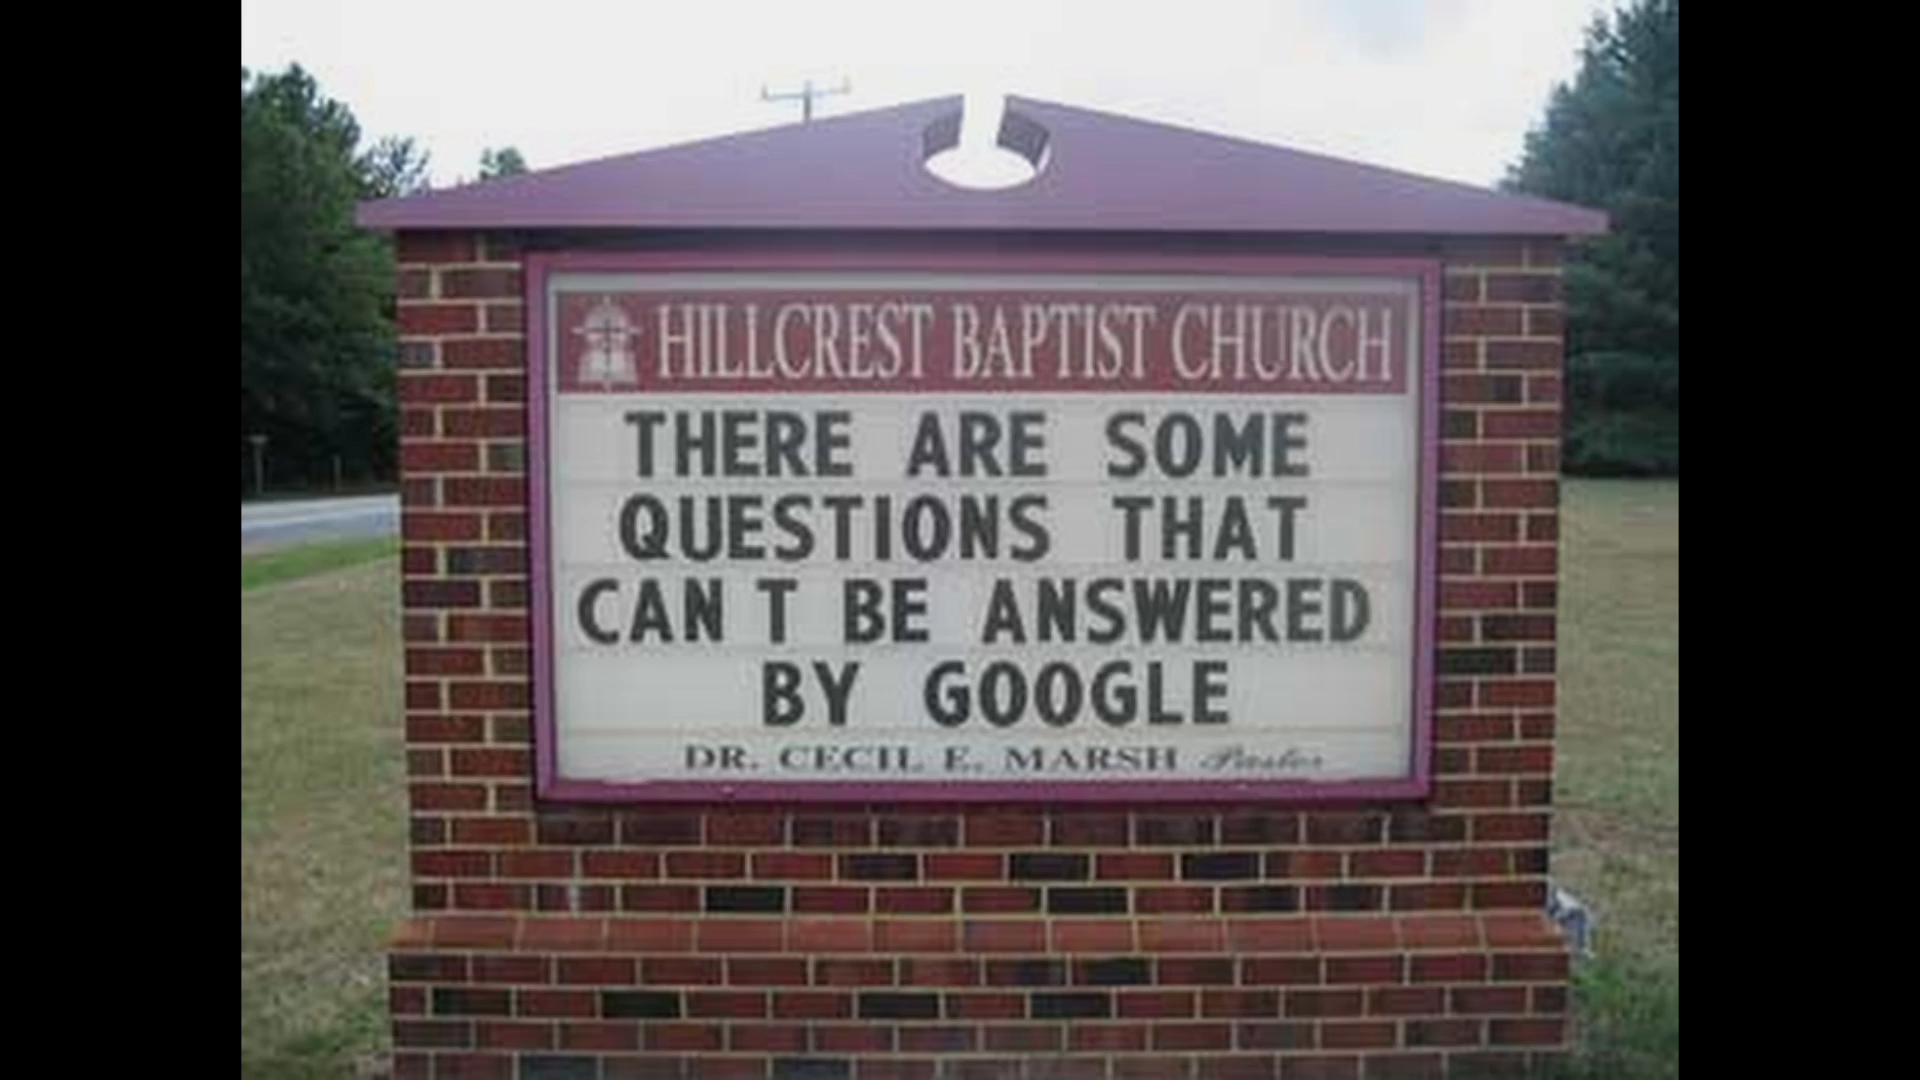 HILLCREST BAPTIST CHURCH
THERE ARE SOME
QUESTIONS THAT
CAN T BE ANSWERED
BY GOOGLE
DR. CECIL E. MARSH Pastor